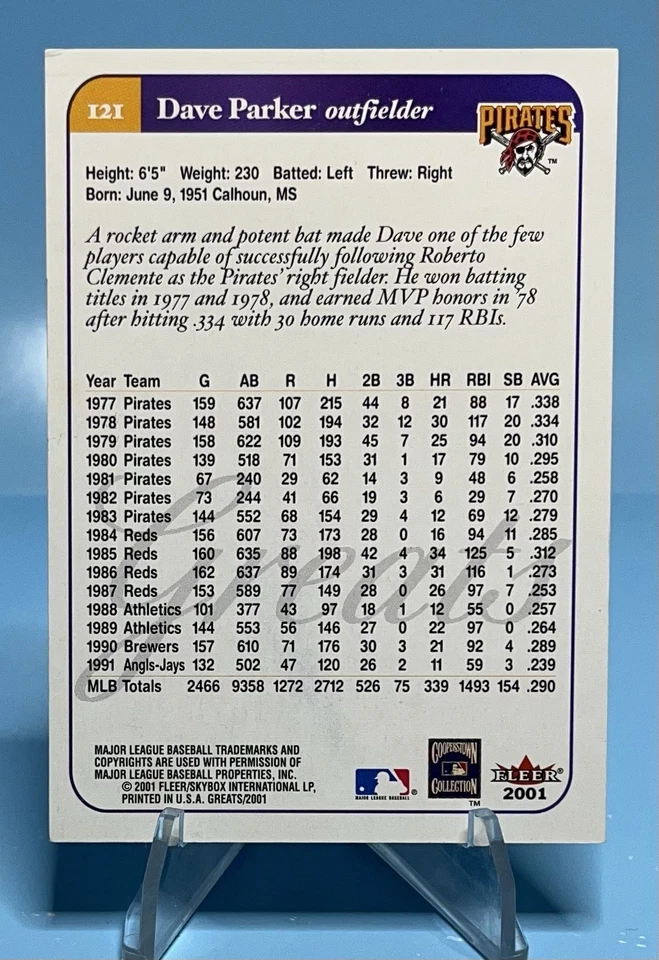 121 Dave Parker outfielder
PIRATES
TM
Height: 6'5" Weight: 230 Batted: Left Threw: Right
Born: June 9, 1951 Calhoun, MS
A rocket arm and potent bat made Dave one of the few
players capable of successfully following Roberto
Clemente as the Pirates' right fielder. He won batting
titles in 1977 and 1978, and earned MVP honors in '78
after hitting .334 with 30 home runs and 117 RBIs.
Year Team G AB R H 2B 3B HR RBI SB AVG
1977 Pirates 159 637 107 215 44 8 21 88 17 .338
1978 Pirates 148 581 102 194 32 12 30 117 20 .334
1979 Pirates 158 622 109 193 45 7 25 94 20 .310
1980 Pirates 139 518 71 153 31 1 17 79 10 .295
1981 Pirates 67 240 29 62 14 3 9 48 6 .258
1982 Pirates 73 244 41 66 19 3 6 29 7 .270
1983 Pirates 144 552 68 154 29 4 12 69 12 .279
1984 Reds 156 607 73 173 28 0 16 94 11 .285
1985 Reds 160 635 88 198 42 4 34 125 5 .312
1986 Reds 162 637 89 174 31 3 31 116 1 .273
1987 Reds 153 589 77 149 28 0 26 97 7 .253
1988 Athletics 101 377 43 97 18 1 12 55 0 .257
1989 Athletics 144 553 56 146 27 0 22 97 0 .264
1990 Brewers 157 610 71 176 30 3 21 92 4 .289
1991 Angls-Jays 132 502 47 120 26 2 11 59 3 .239
MLB Totals 2466 9358 1272 2712 526 75 339 1493 154 .290
Greats
MAJOR LEAGUE BASEBALL TRADEMARKS AND
COPYRIGHTS ARE USED WITH PERMISSION OF
MAJOR LEAGUE BASEBALL PROPERTIES, INC.
© 2001 FLEER/SKYBOX INTERNATIONAL LP,
PRINTED IN U.S.A. GREATS/2001
MAJOR LEAGUE BASEBALL ®
COOPERSTOWN
COLLECTION
TM
FLEER®
2001